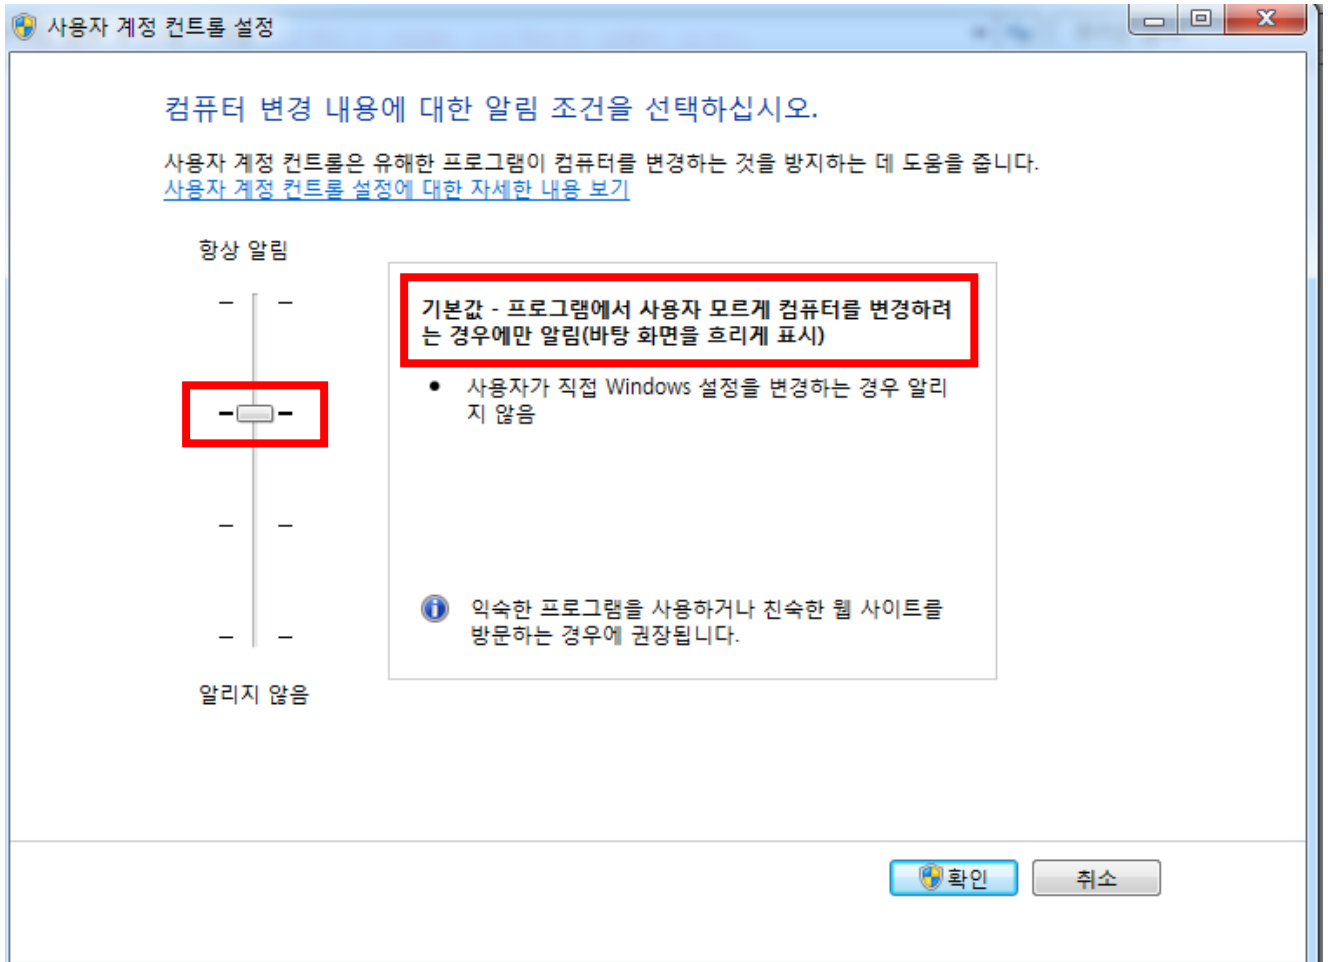 사용자 계정 컨트롤 설정
컴퓨터 변경 내용에 대한 알림 조건을 선택하십시오.
사용자 계정 컨트롤은 유해한 프로그램이 컴퓨터를 변경하는 것을 방지하는 데 도움을 줍니다.
사용자 계정 컨트롤 설정에 대한 자세한 내용 보기
항상 알림
기본값 - 프로그램에서 사용자 모르게 컴퓨터를 변경하려
는 경우에만 알림(바탕 화면을 흐리게 표시)
● 사용자가 직접 Windows 설정을 변경하는 경우 알리
지 않음
익숙한 프로그램을 사용하거나 친숙한 웹 사이트를
방문하는 경우에 권장됩니다.
알리지 않음
확인
취소